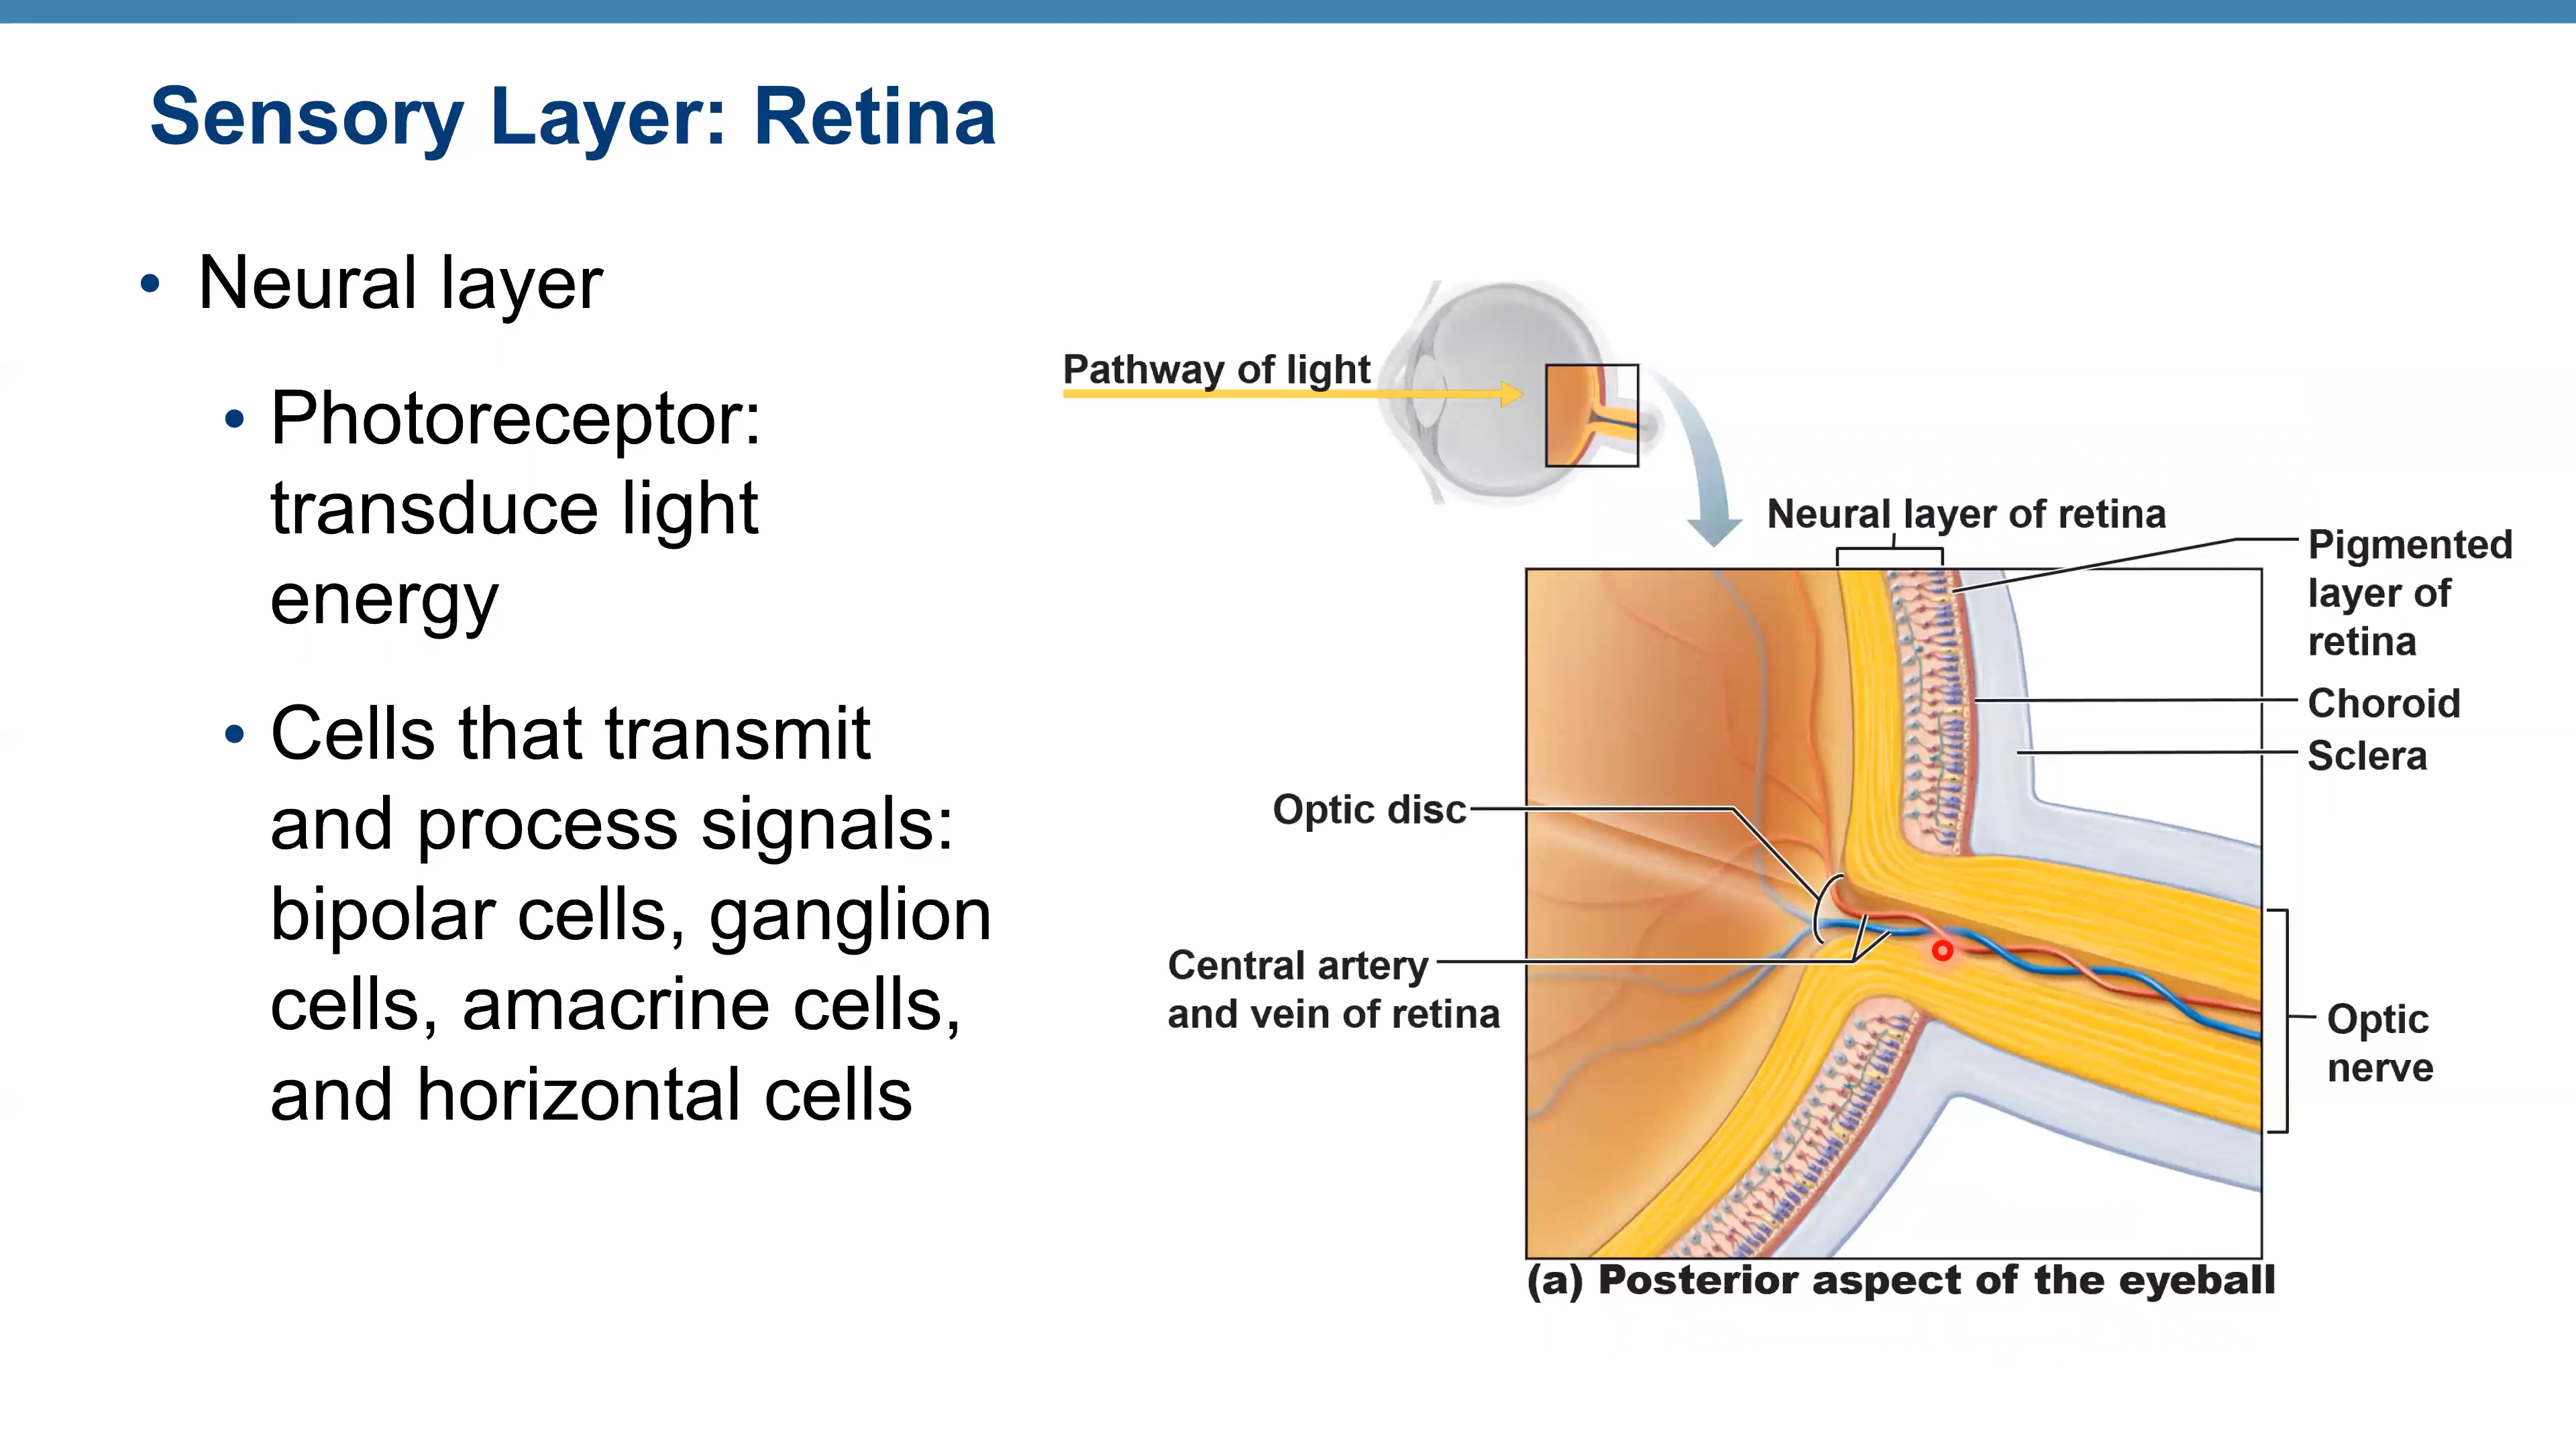 Sensory Layer: Retina
• Neural layer
• Photoreceptor:
transduce light
energy
• Cells that transmit
and process signals:
bipolar cells, ganglion
cells, amacrine cells,
and horizontal cells
Pathway of light
Neural layer of retina
Pigmented
layer of
retina
Choroid
Sclera
Optic disc
Central artery
and vein of retina
Optic
nerve
(a) Posterior aspect of the eyeball